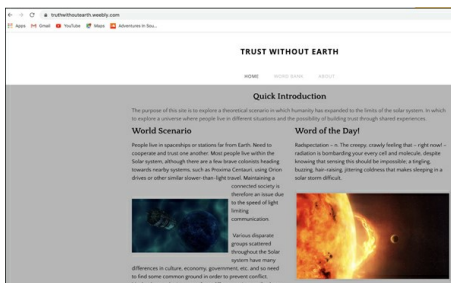 truthwithoutearth.weebly.com
Apps Gmail YouTube Maps Adventures in Sou...
TRUST WITHOUT EARTH
HOME WORD BANK ABOUT
Quick Introduction
The purpose of this site is to explore a theoretical scenario in which humanity has expanded to the limits of the solar system. In which
to explore a universe where people live in different situations and the possibility of building trust through shared experiences.
World Scenario
People live in spaceships or stations far from Earth. Need to
cooperate and trust one another. Most people live within the
Solar system, although there are a few brave colonists heading
towards nearby systems, such as Proxima Centauri, using Orion
drives or other similar slower-than-light travel. Maintaining a
connected society is
therefore an issue due
to the speed of light
limiting
communication.
Various disparate
groups scattered
throughout the Solar
system have many
differences in culture, economy, government, etc. and so need
to find some common ground in order to prevent conflict.
Word of the Day!
Radspectation – n. The creepy, crawly feeling that – right now! –
radiation is bombarding your every cell and molecule, despite
knowing that sensing this should be impossible; a tingling,
buzzing, hair-raising, jittering coldness that makes sleeping in a
solar storm difficult.